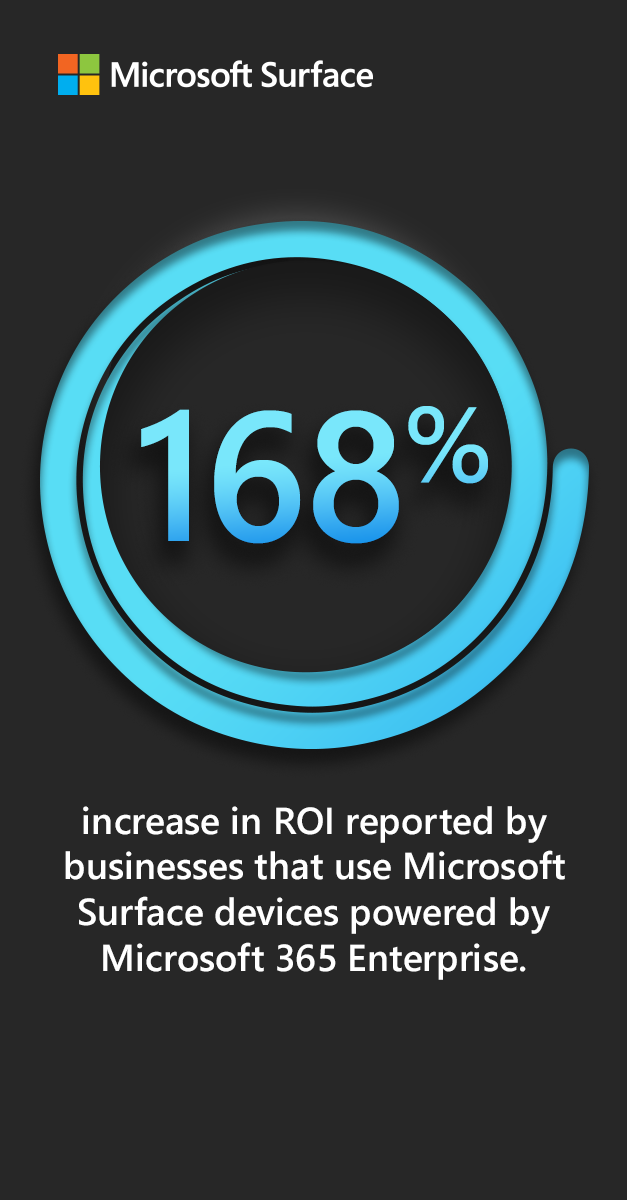 Microsoft Surface
168%
increase in ROI reported by
businesses that use Microsoft
Surface devices powered by
Microsoft 365 Enterprise.